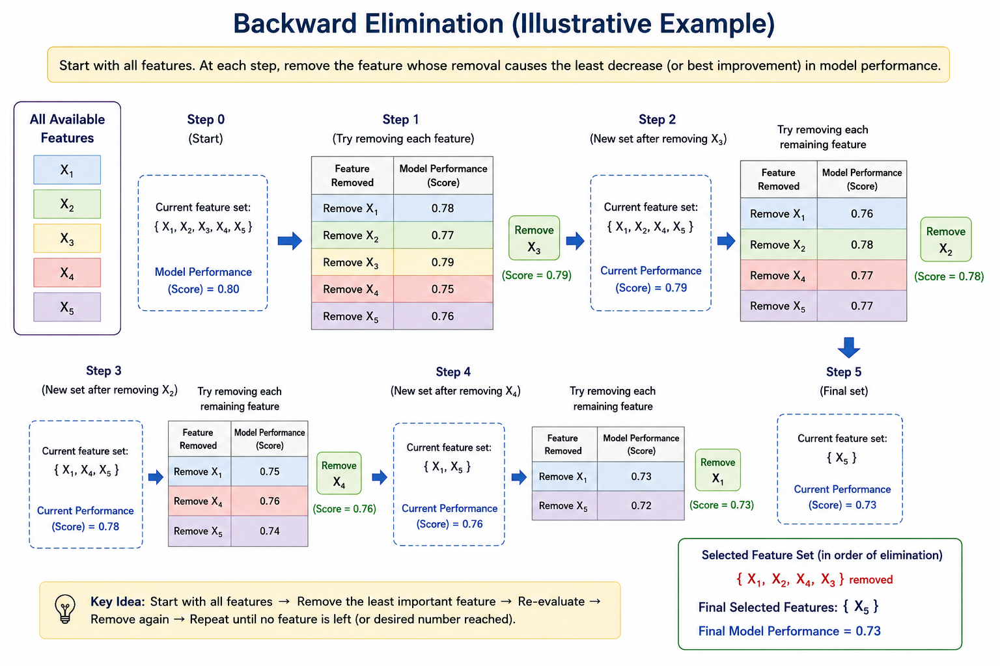 Backward Elimination (Illustrative Example)
Start with all features. At each step, remove the feature whose removal causes the least decrease (or best improvement) in model performance.
All Available
Features
X₁
X₂
X₃
X₄
X₅
Step 0
(Start)
Current feature set:
{ X₁, X₂, X₃, X₄, X₅ }
Model Performance
(Score) = 0.80
Step 1
(Try removing each feature)
Feature Removed | Model Performance (Score)
Remove X₁ 0.78
Remove X₂ 0.77
Remove X₃ 0.79
Remove X₄ 0.75
Remove X₅ 0.76
Remove
X₃
(Score = 0.79)
Step 2
(New set after removing X₃)
Current feature set:
{ X₁, X₂, X₄, X₅ }
Current Performance
(Score) = 0.79
Try removing each
remaining feature
Feature Removed | Model Performance (Score)
Remove X₁ 0.76
Remove X₂ 0.78
Remove X₄ 0.77
Remove X₅ 0.77
Remove
X₂
(Score = 0.78)
Step 3
(New set after removing X₂)
Current feature set:
{ X₁, X₄, X₅ }
Current Performance
(Score) = 0.78
Try removing each
remaining feature
Feature Removed | Model Performance (Score)
Remove X₁ 0.75
Remove X₄ 0.76
Remove X₅ 0.74
Remove
X₄
(Score = 0.76)
Step 4
(New set after removing X₄)
Current feature set:
{ X₁, X₅ }
Current Performance
(Score) = 0.76
Try removing each
remaining feature
Feature Removed | Model Performance (Score)
Remove X₁ 0.73
Remove X₅ 0.72
Remove
X₁
(Score = 0.73)
Step 5
(Final set)
Current feature set:
{ X₅ }
Current Performance
(Score) = 0.73
Selected Feature Set (in order of elimination)
{ X₁, X₂, X₄, X₃ } removed
Final Selected Features: { X₅ }
Final Model Performance = 0.73
Key Idea: Start with all features → Remove the least important feature → Re-evaluate →
Remove again → Repeat until no feature is left (or desired number reached).